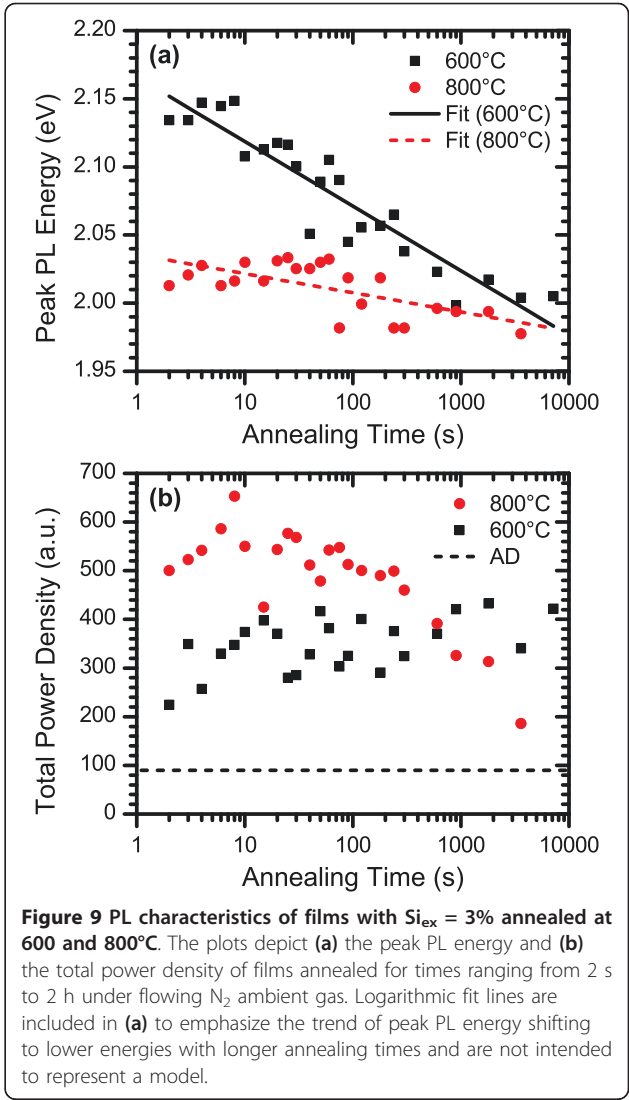 2.20
(a)
600°C
800°C
2.15
Fit (600°C)
Fit (800°C)
2.10
Peak PL Energy (eV)
2.05
2.00
1.95
1 10 100 1000 10000
Annealing Time (s)
700
(b)
800°C
600
600°C
AD
500
Total Power Density (a.u.)
400
300
200
100
0
1 10 100 1000 10000
Annealing Time (s)
Figure 9 PL characteristics of films with Siex = 3% annealed at
600 and 800°C. The plots depict (a) the peak PL energy and (b)
the total power density of films annealed for times ranging from 2 s
to 2 h under flowing N2 ambient gas. Logarithmic fit lines are
included in (a) to emphasize the trend of peak PL energy shifting
to lower energies with longer annealing times and are not intended
to represent a model.